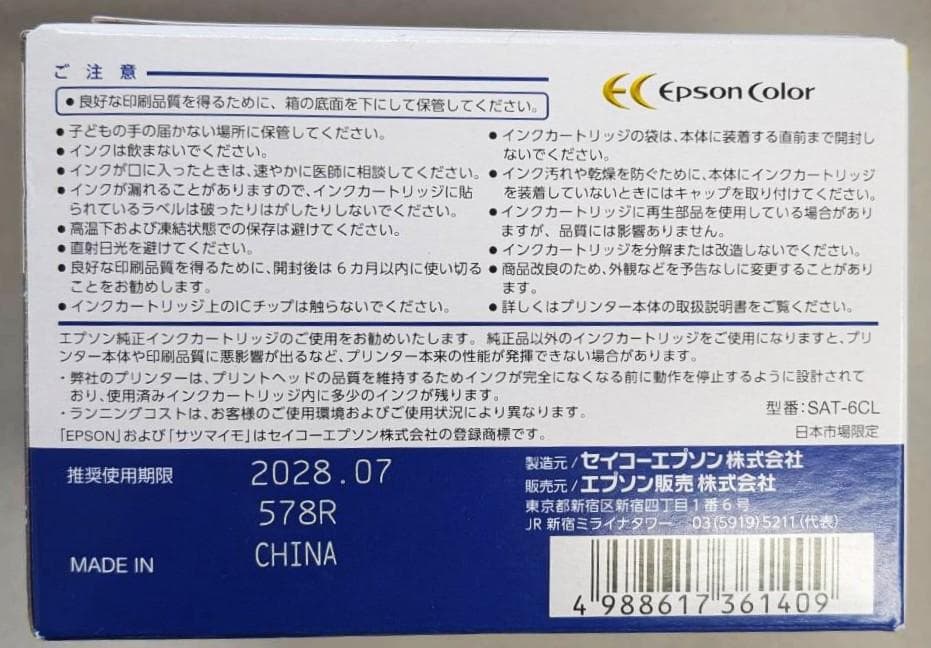 ご注意
Epson Color
●良好な印刷品質を得るために、箱の底面を下にして保管してください。
●子どもの手の届かない場所に保管してください。
●インクは飲まないでください。
●インクが口に入ったときは、速やかに医師に相談してください。
●インクが漏れることがありますので、インクカートリッジに貼
られているラベルは破ったりはがしたりしないでください。
●高温下および凍結状態での保存は避けてください。
●直射日光を避けてください。
●良好な印刷品質を得るために、開封後は6カ月以内に使い切る
ことをお勧めします。
●インクカートリッジ上のICチップは触らないでください。
●インクカートリッジの袋は、本体に装着する直前まで開封し
ないでください。
●インク汚れや乾燥を防ぐために、本体にインクカートリッジ
を装着していないときにはキャップを取り付けてください。
●インクカートリッジに再生部品を使用している場合があり
ますが、品質には影響ありません。
●インクカートリッジを分解または改造しないでください。
●商品改良のため、外観などを予告なしに変更することがあり
ます。
●詳しくはプリンター本体の取扱説明書をご覧ください。
エプソン純正インクカートリッジのご使用をお勧めいたします。純正品以外のインクカートリッジをご使用になりますと、プリ
ンター本体や印刷品質に悪影響が出るなど、プリンター本来の性能が発揮できない場合があります。
・弊社のプリンターは、プリントヘッドの品質を維持するためインクが完全になくなる前に動作を停止するように設計されて
おり、使用済みインクカートリッジ内に多少のインクが残ります。
・ランニングコストは、お客様のご使用環境およびご使用状況により異なります。
型番:SAT-6CL
「EPSON」および「サツマイモ」はセイコーエプソン株式会社の登録商標です。
日本市場限定
推奨使用期限
2028.07
578R
MADE IN
CHINA
製造元/セイコーエプソン株式会社
販売元/エプソン販売株式会社
東京都新宿区新宿四丁目1番6号
JR新宿ミライナタワー 03(5919)5211(代表)
4 988617 361409